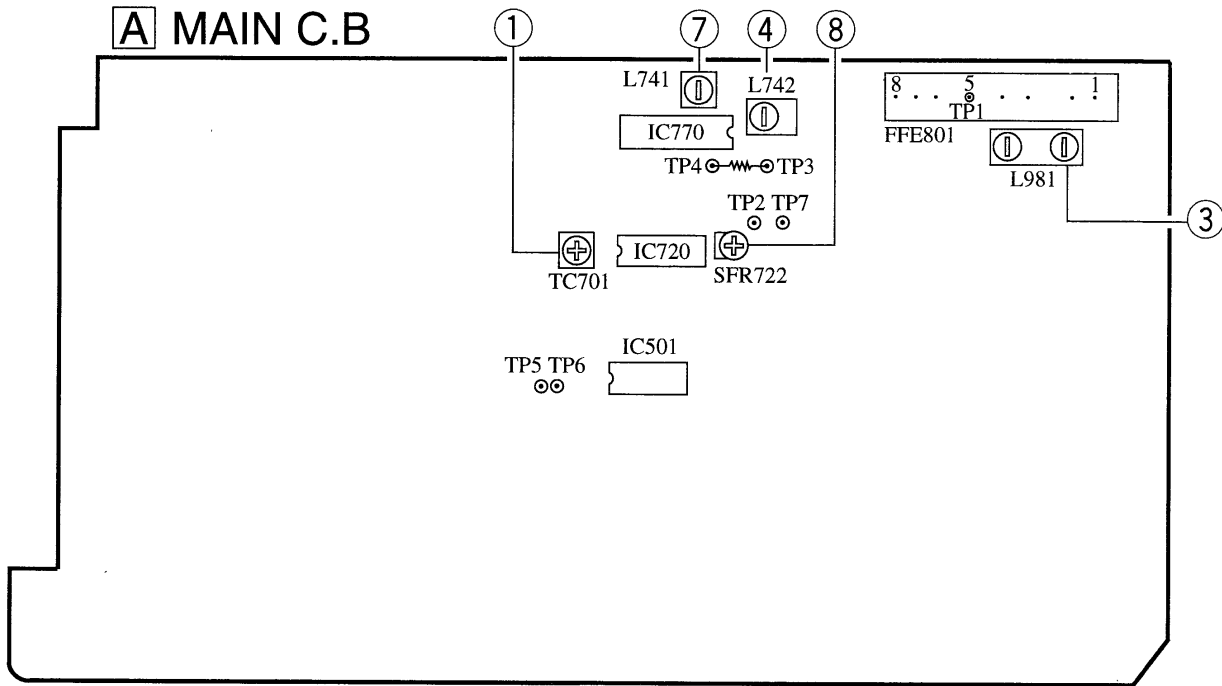 A MAIN C.B
1
7
4
8
L741
L742
8 5 1
TP1
IC770
FFE801
TP4 TP3
L981
TP2 TP7
3
IC720
TC701
SFR722
IC501
TP5 TP6